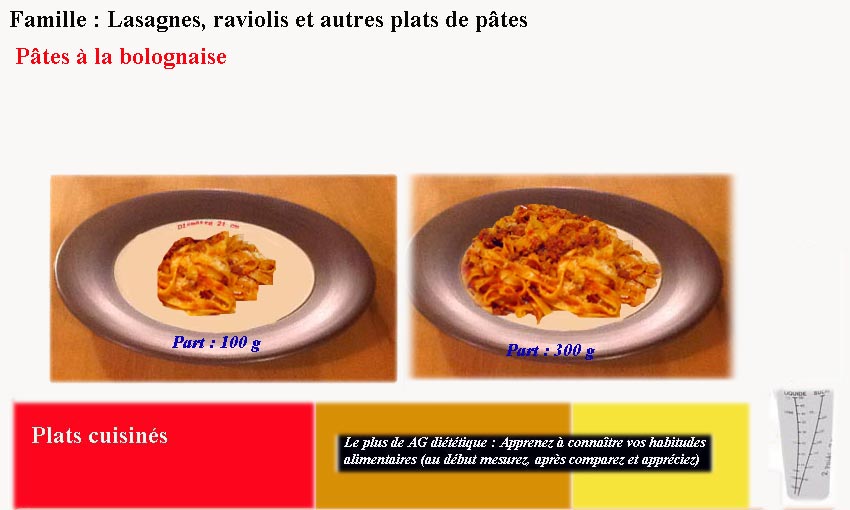 Famille : Lasagnes, raviolis et autres plats de pâtes
Pâtes à la bolognaise
Diamètre 21 cm
Part : 100 g
Part : 300 g
Plats cuisinés
Le plus de AG diététique : Apprenez à connaître vos habitudes
alimentaires (au début mesurez, après comparez et appréciez)
LIQUIDE